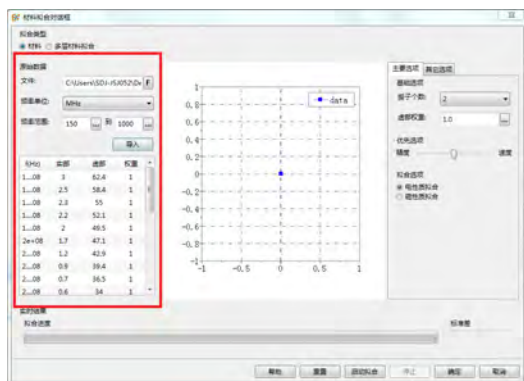 材料拟合对话框
拟合类型
材料 多层材料拟合
原始数据
文件: C:\Users\SDJ-JSJ052\De
频率单位: MHz
频率范围: 150 到 1000
导入
f(Hz) 实部 虚部 权重
1....08 3 62.4 1
1....08 2.5 58.4 1
1....08 2.3 55 1
1....08 2.2 52.1 1
1....08 2 49.5 1
2e+08 1.7 47.1 1
2....08 1.2 42.9 1
2....08 0.9 39.4 1
2....08 0.7 36.5 1
2....08 0.6 34 1
data
1
0.8
0.6
0.4
0.2
0
-0.2
-0.4
-0.6
-0.8
-1
-1 -0.5 0 0.5 1
主要选项 其它选项
基础选项
振子个数: 2
虚部权重: 1.0
优先选项
精度 速度
拟合选项
电性质拟合
磁性质拟合
实时结果
拟合进度 标准差
帮助 重置 启动拟合 停止 确定 取消